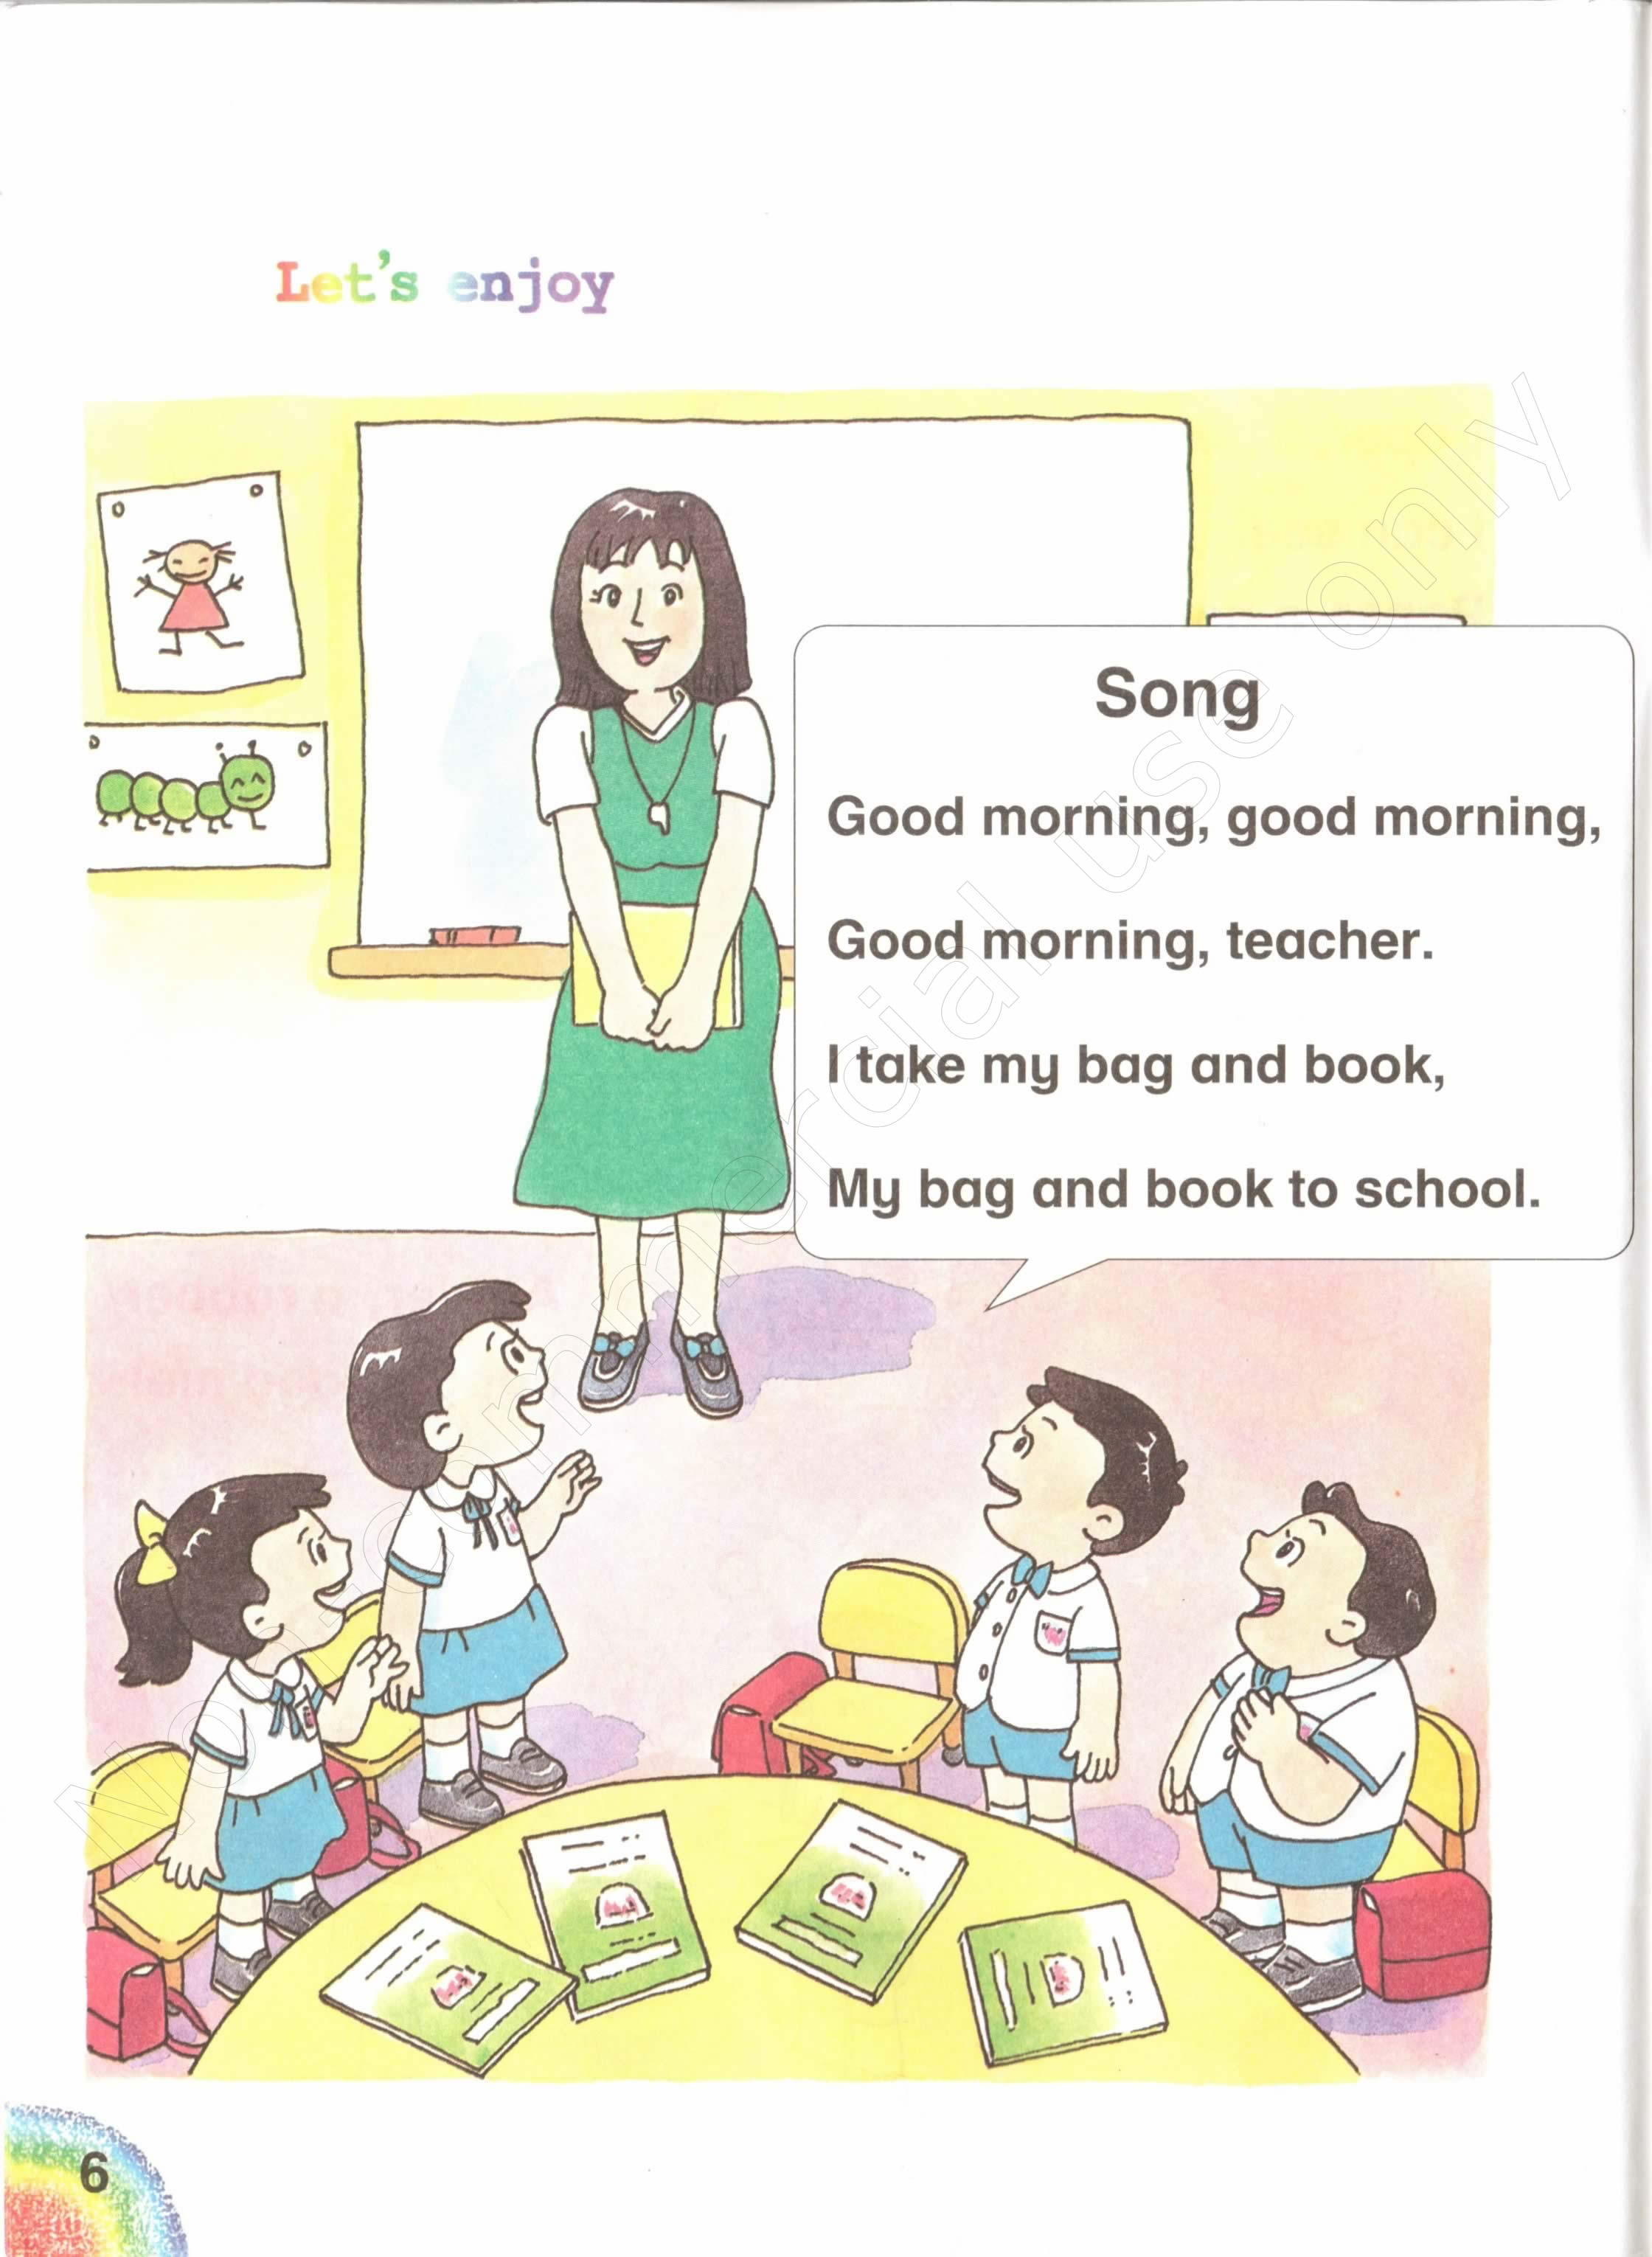 Let's enjoy
Song
Good morning, good morning,
Good morning, teacher.
I take my bag and book,
My bag and book to school.
6
Non-commercial use only